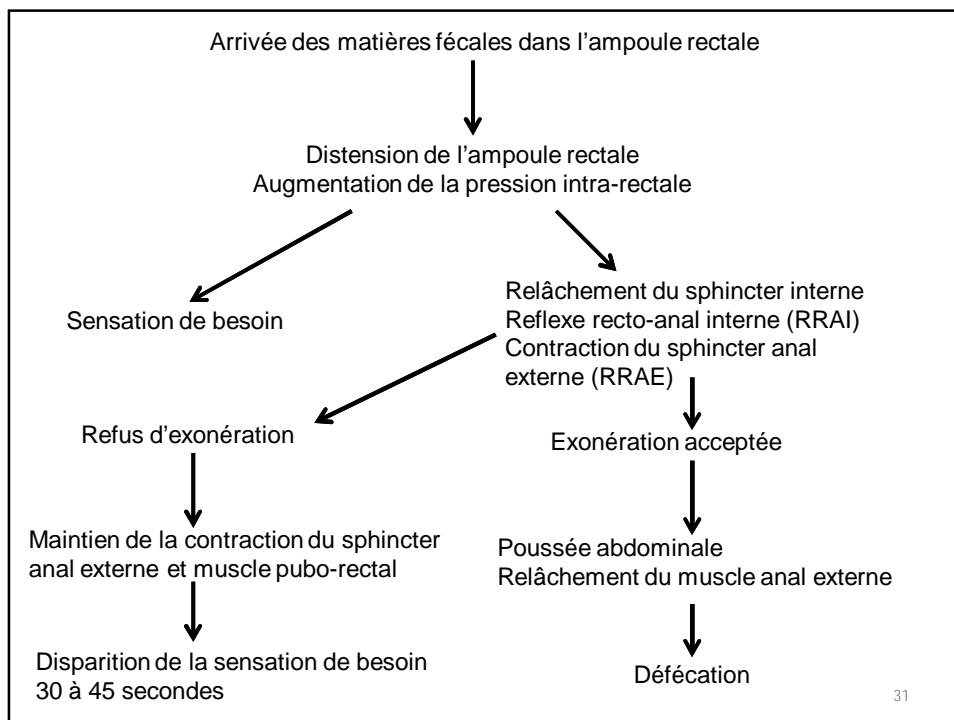 Arrivée des matières fécales dans l'ampoule rectale
Distension de l'ampoule rectale
Augmentation de la pression intra-rectale
Sensation de besoin
Relâchement du sphincter interne
Reflexe recto-anal interne (RRAI)
Contraction du sphincter anal
externe (RRAE)
Refus d'exonération
Exonération acceptée
Maintien de la contraction du sphincter
anal externe et muscle pubo-rectal
Poussée abdominale
Relâchement du muscle anal externe
Disparition de la sensation de besoin
30 à 45 secondes
Défécation
31